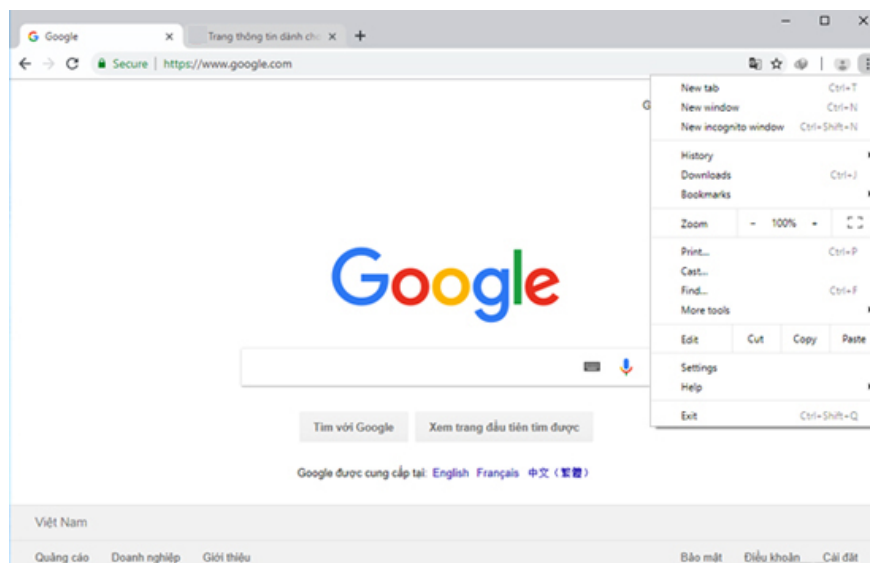 Google
Trang thông tin dành cho
Secure | https://www.google.com
New tab Ctrl+T
New window Ctrl+N
New incognito window Ctrl+Shift+N
History
Downloads Ctrl+J
Bookmarks
Zoom - 100% +
Print... Ctrl+P
Cast...
Find... Ctrl+F
More tools
Edit Cut Copy Paste
Settings
Help
Exit Ctrl+Shift+Q
G
Google
Tìm với Google Xem trang đầu tiên tìm được
Google được cung cấp tại: English Français 中文（繁體）
Việt Nam
Quảng cáo Doanh nghiệp Giới thiệu Bảo mật Điều khoản Cài đặt